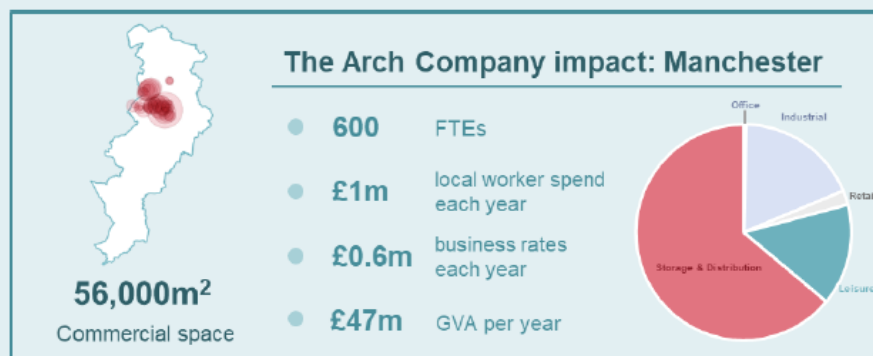 The Arch Company impact: Manchester
600 FTEs
£1m local worker spend
each year
£0.6m business rates
each year
£47m GVA per year
56,000m²
Commercial space
Office
Industrial
Retai
Storage & Distribution
Leisure